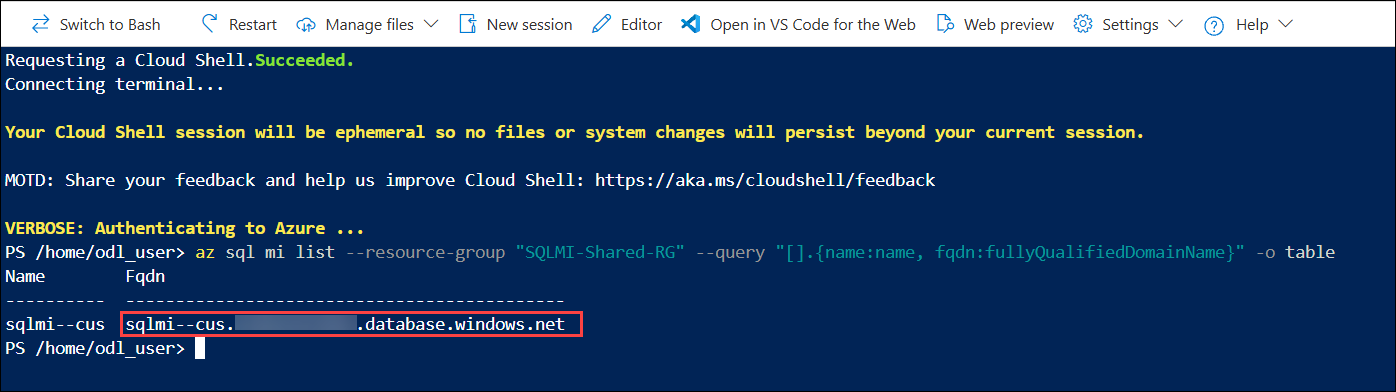 Switch to Bash Restart Manage files New session Editor Open in VS Code for the Web Web preview Settings Help
Requesting a Cloud Shell.Succeeded.
Connecting terminal...
Your Cloud Shell session will be ephemeral so no files or system changes will persist beyond your current session.
MOTD: Share your feedback and help us improve Cloud Shell: https://aka.ms/cloudshell/feedback
VERBOSE: Authenticating to Azure ...
PS /home/odl_user> az sql mi list --resource-group "SQLMI-Shared-RG" --query "[].{name:name, fqdn:fullyQualifiedDomainName}" -o table
Name Fqdn
---------- --------------------------------------------
sqlmi--cus sqlmi--cus. .database.windows.net
PS /home/odl_user>